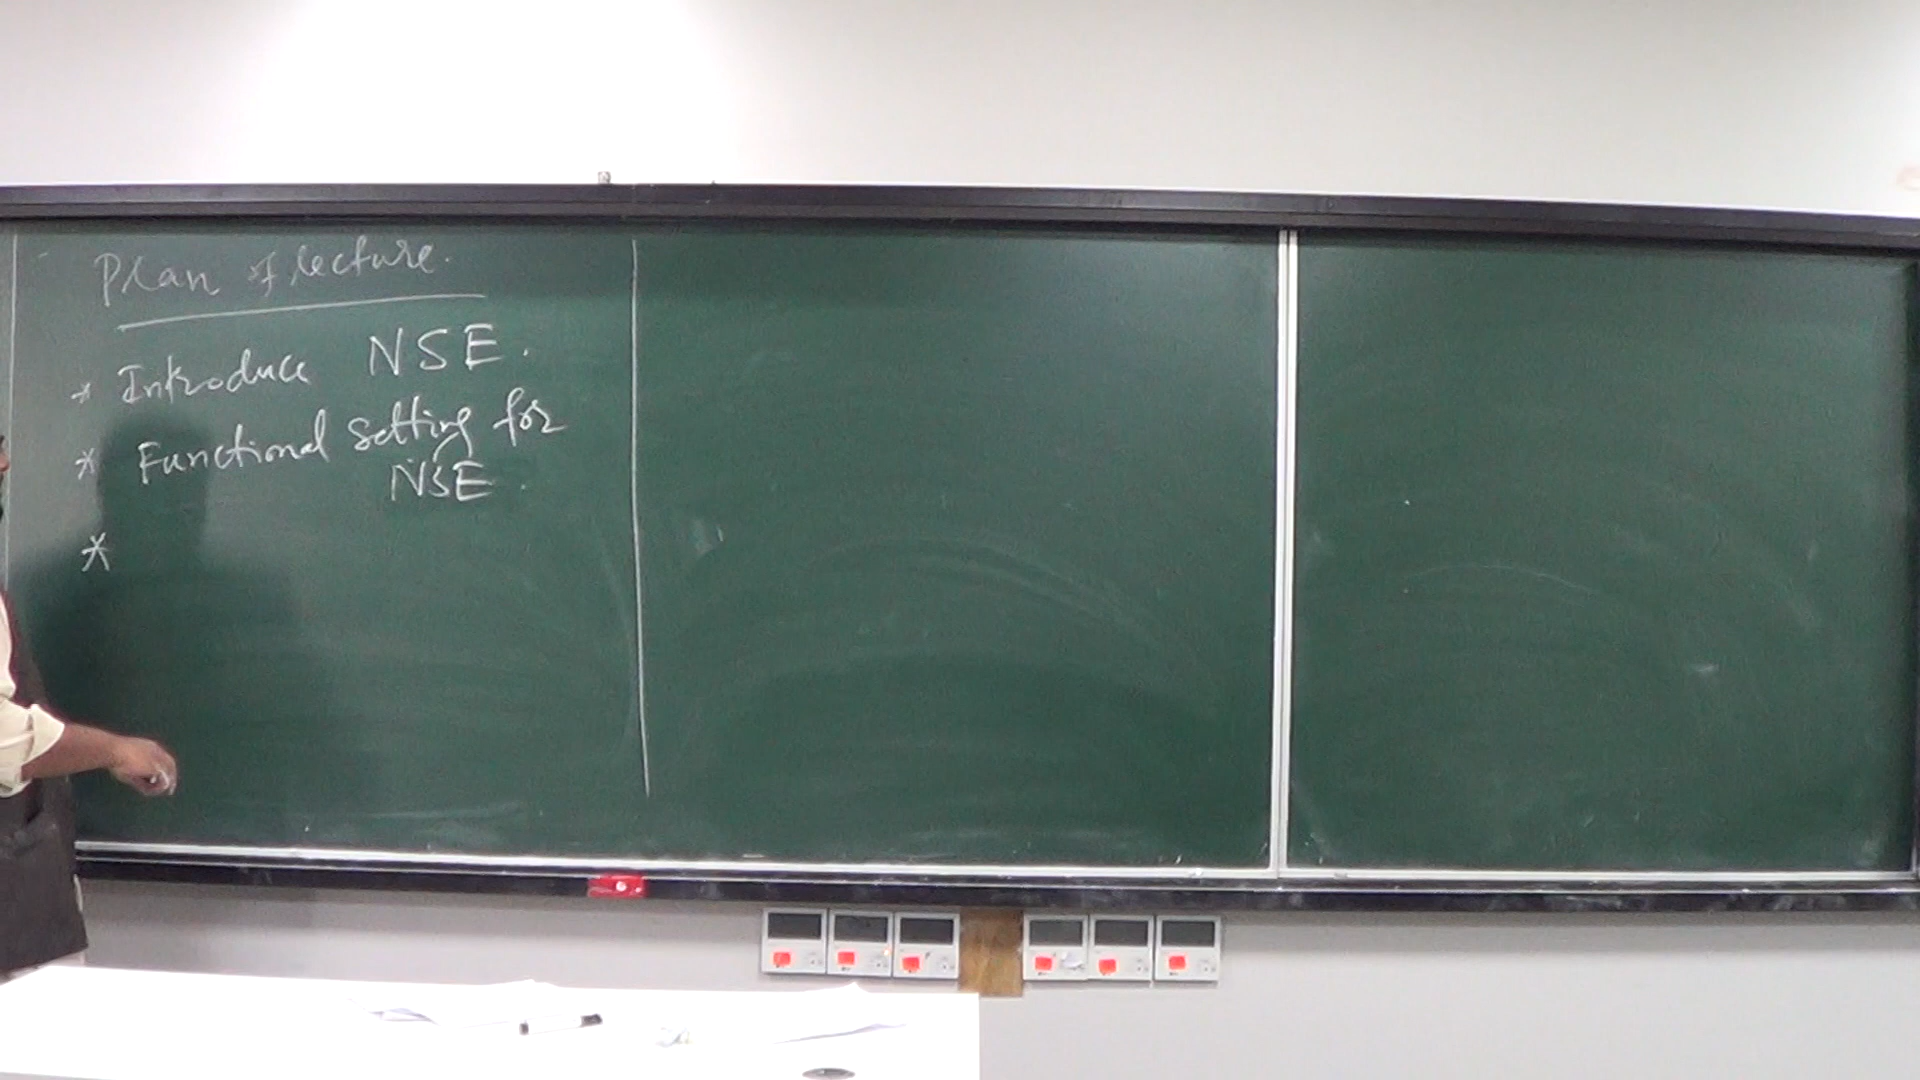 Plan of lecture.
* Introduce NSE.
* Functional setting for
NSE.
*